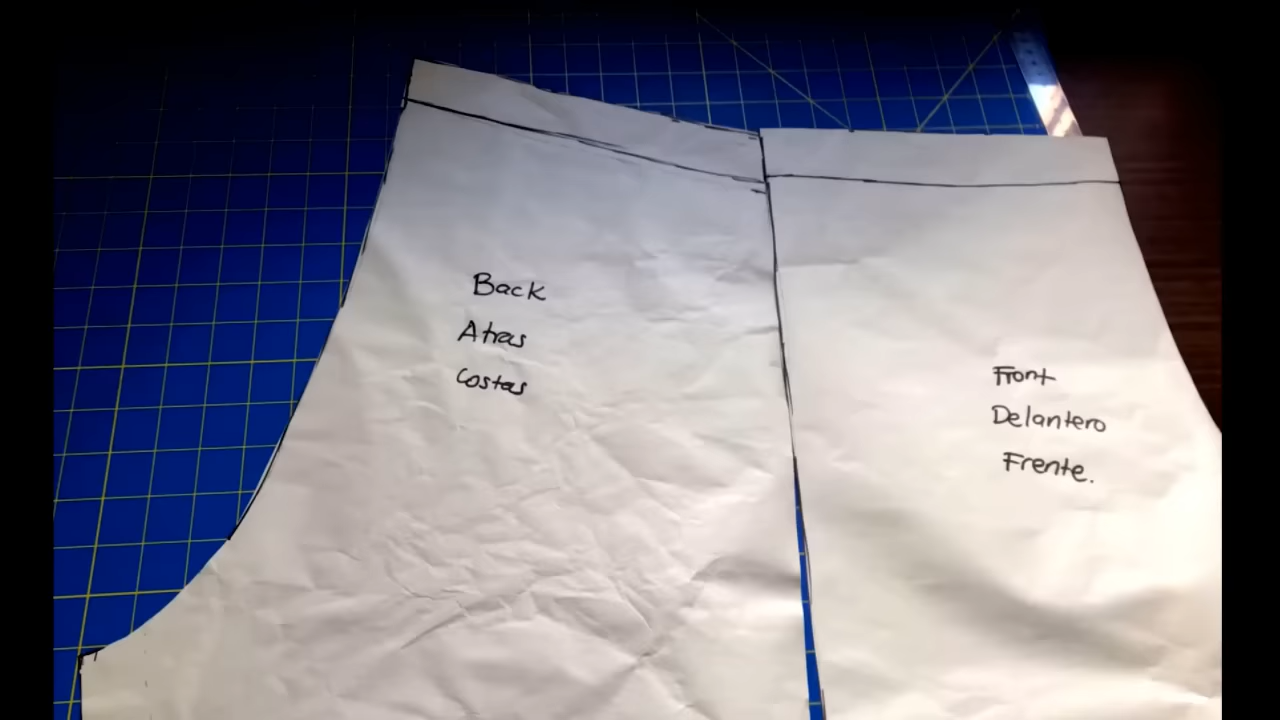 Back
Atras
Costas
Front
Delantero
Frente.